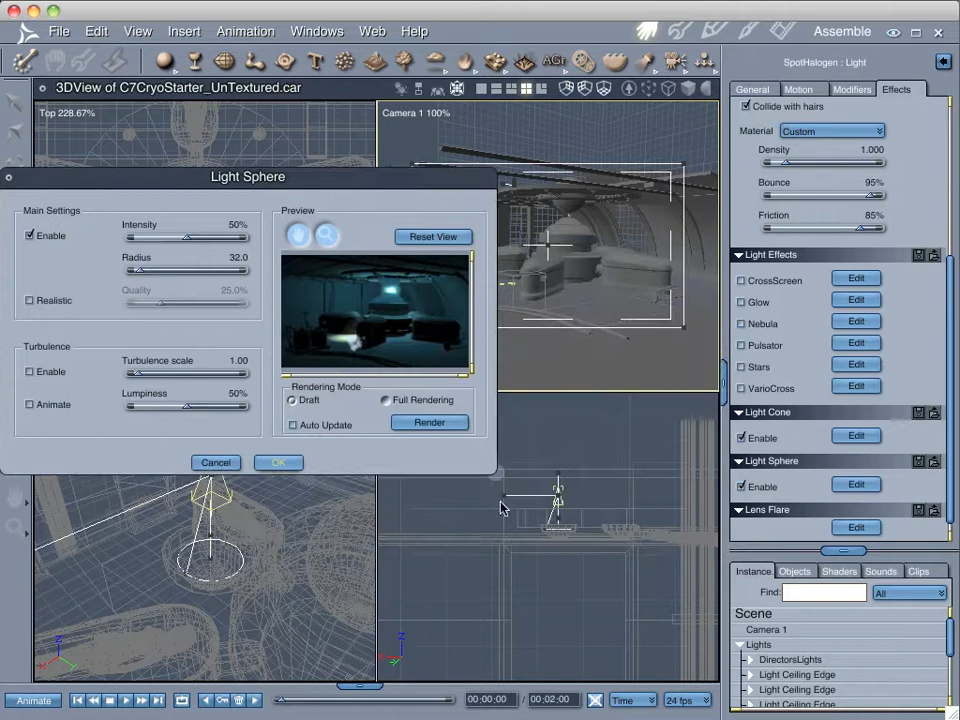 File Edit View Insert Animation Windows Web Help
Assemble
AGr
3DView of C7CryoStarter_UnTextured.car
SpotHalogen : Light
General Motion Modifiers Effects
Top 228.67%
Camera 1 100%
Collide with hairs
Material Custom
Density 1.000
Bounce 95%
Friction 85%
Light Effects
CrossScreen Edit
Glow Edit
Nebula Edit
Pulsator Edit
Stars Edit
VarioCross Edit
Light Cone
Enable Edit
Light Sphere
Enable Edit
Lens Flare
Edit
Light Sphere
Main Settings
Enable
Intensity 50%
Radius 32.0
Realistic
Quality 25.0%
Turbulence
Enable
Turbulence scale 1.00
Animate
Lumpiness 50%
Preview
Reset View
Rendering Mode
Draft Full Rendering
Auto Update Render
Cancel OK
Z
Z
Instance Objects Shaders Sounds Clips
Find: All
Scene
Camera 1
Lights
DirectorsLights
Light Ceiling Edge
Light Ceiling Edge
Light Ceiling Edge
Animate
00:00:00 / 00:02:00 Time 24 fps